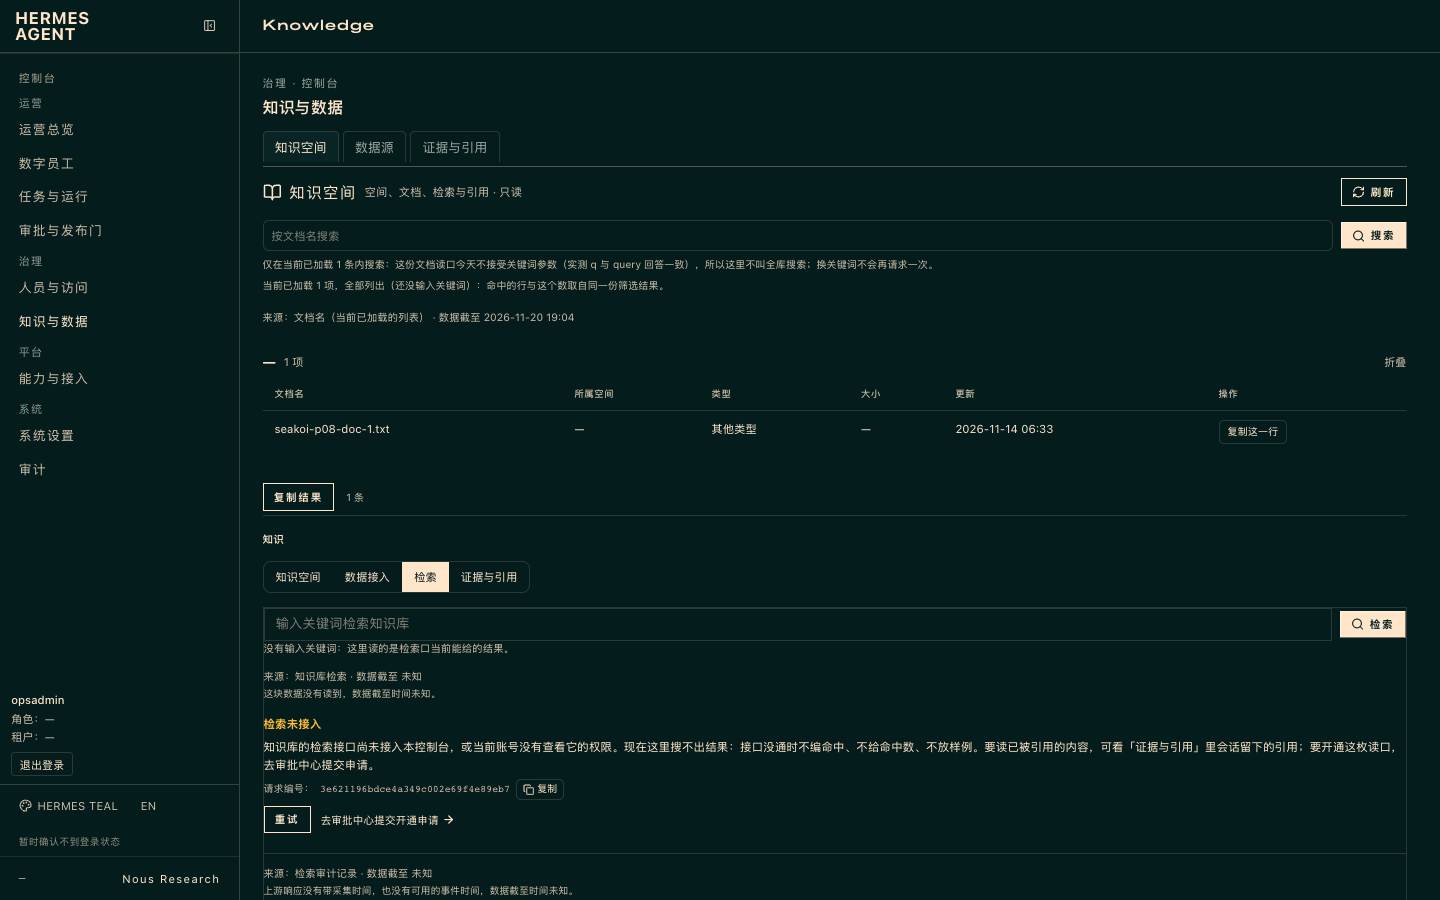 HERMES
AGENT
控制台
运营
运营总览
数字员工
任务与运行
审批与发布门
治理
人员与访问
知识与数据
平台
能力与接入
系统
系统设置
审计
opsadmin
角色： —
租户： —
退出登录
HERMES TEAL EN
暂时确认不到登录状态
— Nous Research
Knowledge
治理 · 控制台
知识与数据
知识空间 数据源 证据与引用
知识空间 空间、文档、检索与引用 · 只读 刷新
按文档名搜索 搜索
仅在当前已加载 1 条内搜索：这份文档读口今天不接受关键词参数（实测 q 与 query 回答一致），所以这里不叫全库搜索；换关键词不会再请求一次。
当前已加载 1 项，全部列出（还没输入关键词）：命中的行与这个数取自同一份筛选结果。
来源：文档名（当前已加载的列表） · 数据截至 2026-11-20 19:04
— 1 项 折叠
文档名 所属空间 类型 大小 更新 操作
seakoi-p08-doc-1.txt — 其他类型 — 2026-11-14 06:33 复制这一行
复制结果 1 条
知识
知识空间 数据接入 检索 证据与引用
输入关键词检索知识库 检索
没有输入关键词：这里读的是检索口当前能给的结果。
来源：知识库检索 · 数据截至 未知
这块数据没有读到，数据截至时间未知。
检索未接入
知识库的检索接口尚未接入本控制台，或当前账号没有查看它的权限。现在这里搜不出结果：接口没通时不编命中、不给命中数、不放样例。要读已被引用的内容，可看「证据与引用」里会话留下的引用；要开通这枚读口，
去审批中心提交申请。
请求编号： 3e621196bdce4a349c002e69f4e89eb7 复制
重试 去审批中心提交开通申请 →
来源：检索审计记录 · 数据截至 未知
上游响应没有带采集时间，也没有可用的事件时间，数据截至时间未知。